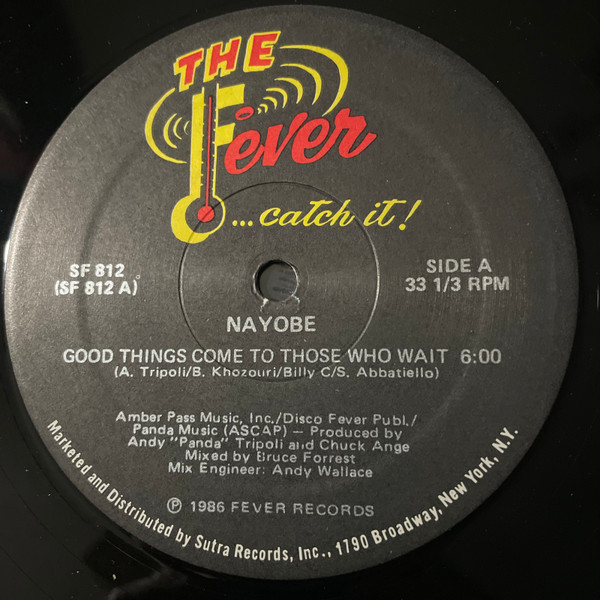 THE
Fever
...catch it!
SF 812
(SF 812 A)
SIDE A
33 1/3 RPM
NAYOBE
GOOD THINGS COME TO THOSE WHO WAIT 6:00
(A. Tripoli/B. Khozouri/Billy C/S. Abbatiello)
Amber Pass Music, Inc./Disco Fever Publ./
Panda Music (ASCAP) — Produced by
Andy "Panda" Tripoli and Chuck Ange
Mixed by Bruce Forrest
Mix Engineer: Andy Wallace
℗ 1986 FEVER RECORDS
Marketed and Distributed by Sutra Records, Inc., 1790 Broadway, New York, N.Y.